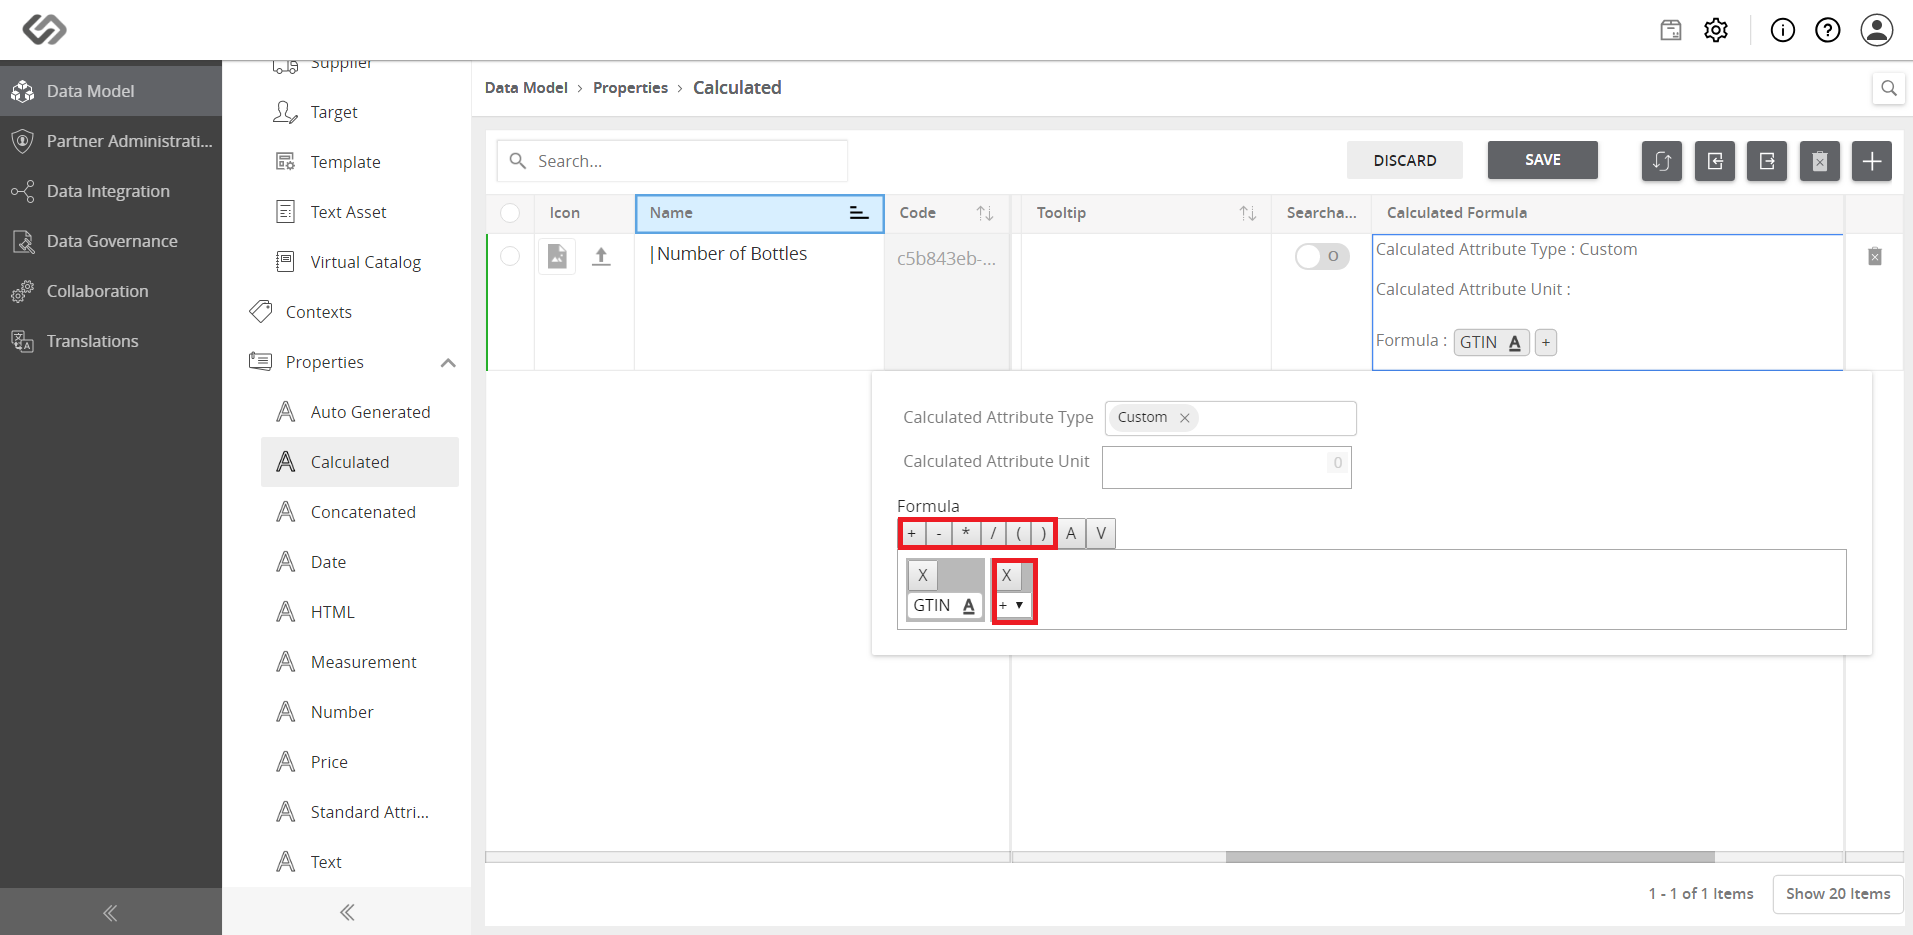 Data Model
Partner Administrati...
Data Integration
Data Governance
Collaboration
Translations
Supplier
Target
Template
Text Asset
Virtual Catalog
Contexts
Properties
Auto Generated
Calculated
Concatenated
Date
HTML
Measurement
Number
Price
Standard Attri...
Text
Data Model › Properties › Calculated
Search...
DISCARD
SAVE
Icon
Name
Code
Tooltip
Searcha...
Calculated Formula
Number of Bottles
c5b843eb-...
O
Calculated Attribute Type : Custom
Calculated Attribute Unit :
Formula : GTIN A +
Calculated Attribute Type Custom ×
Calculated Attribute Unit 0
Formula
+ - * / ( ) A V
X X
GTIN A + ▼
1 - 1 of 1 Items
Show 20 Items